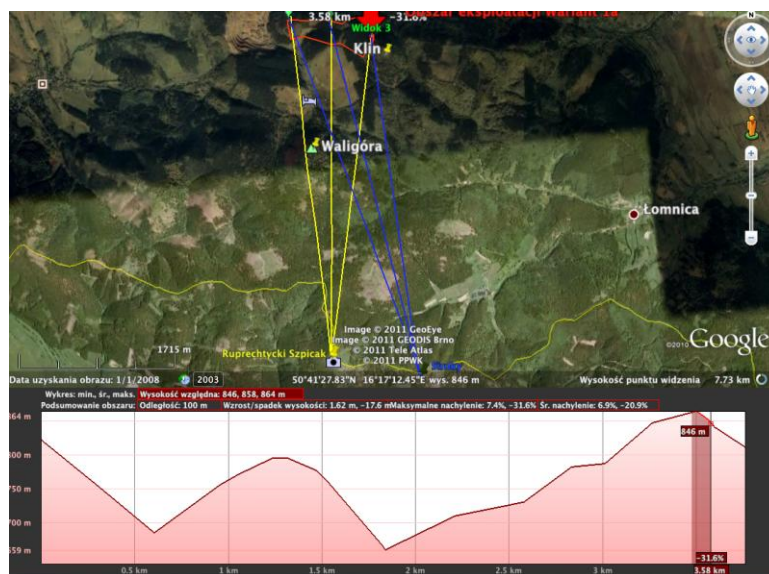 3.58 km
-31.6%
Obszar eksploatacji wariant 1a
Widok 3
Klin
N
Waligóra
Łomnica
Image © 2011 GeoEye
Image © 2011 GEODIS Brno
© 2011 Tele Atlas
© 2011 PPWK
Ruprechtycki Szpicak
1715 m
©2010 Google
Data uzyskania obrazu: 1/1/2008
2003
50°41'27.83"N 16°17'12.45"E wys. 846 m
Wysokość punktu widzenia 7.73 km
Wykres: min., śr., maks. Wysokość względna: 846, 858, 864 m
Podsumowanie obszaru: Odległość: 100 m Wzrost/spadek wysokości: 1.62 m, -17.6 m Maksymalne nachylenie: 7.4%, -31.6% Śr. nachylenie: 6.9%, -20.9%
864 m
846 m
800 m
750 m
700 m
659 m
-31.6%
0.5 km
1 km
1.5 km
2 km
2.5 km
3 km
3.58 km